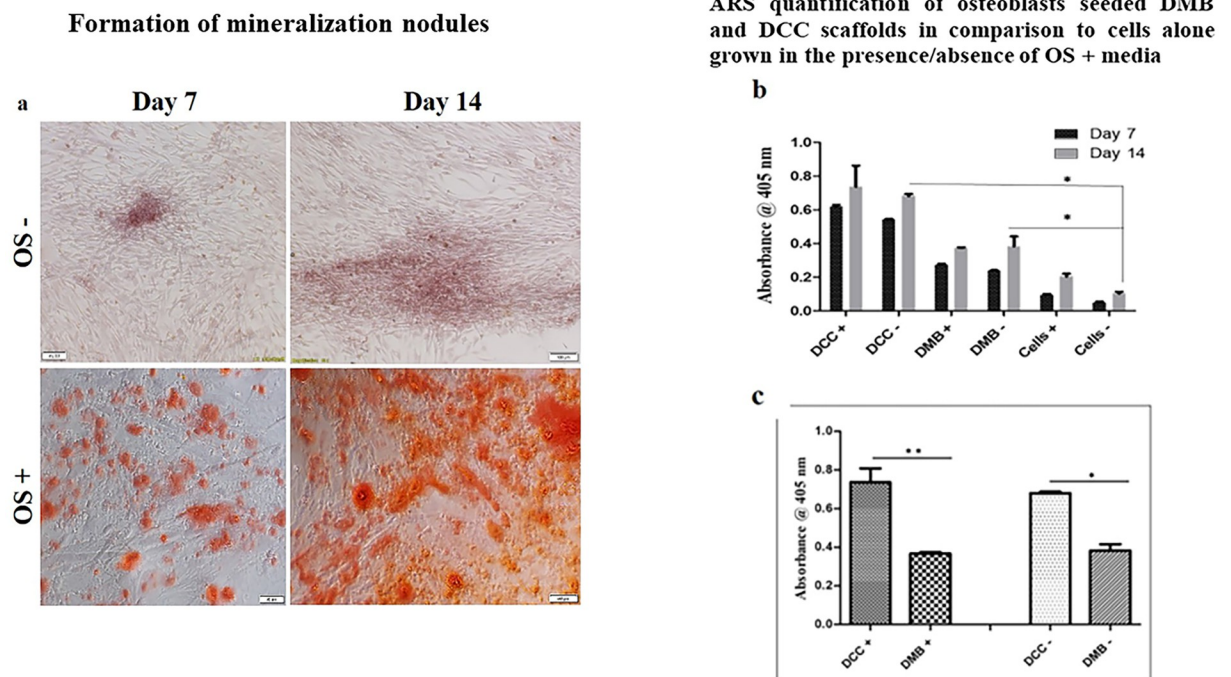 Formation of mineralization nodules
a
Day 7
Day 14
OS -
OS +
ARS quantification of osteoblasts seeded DMB
and DCC scaffolds in comparison to cells alone
grown in the presence/absence of OS + media
b
Day 7
Day 14
Absorbance @ 405 nm
1.0
0.8
0.6
0.4
0.2
0.0
*
*
DCC +
DCC -
DMB +
DMB -
Cells +
Cells -
c
Absorbance @ 405 nm
1.0
0.8
0.6
0.4
0.2
0.0
**
*
DCC +
DMB +
DCC -
DMB -